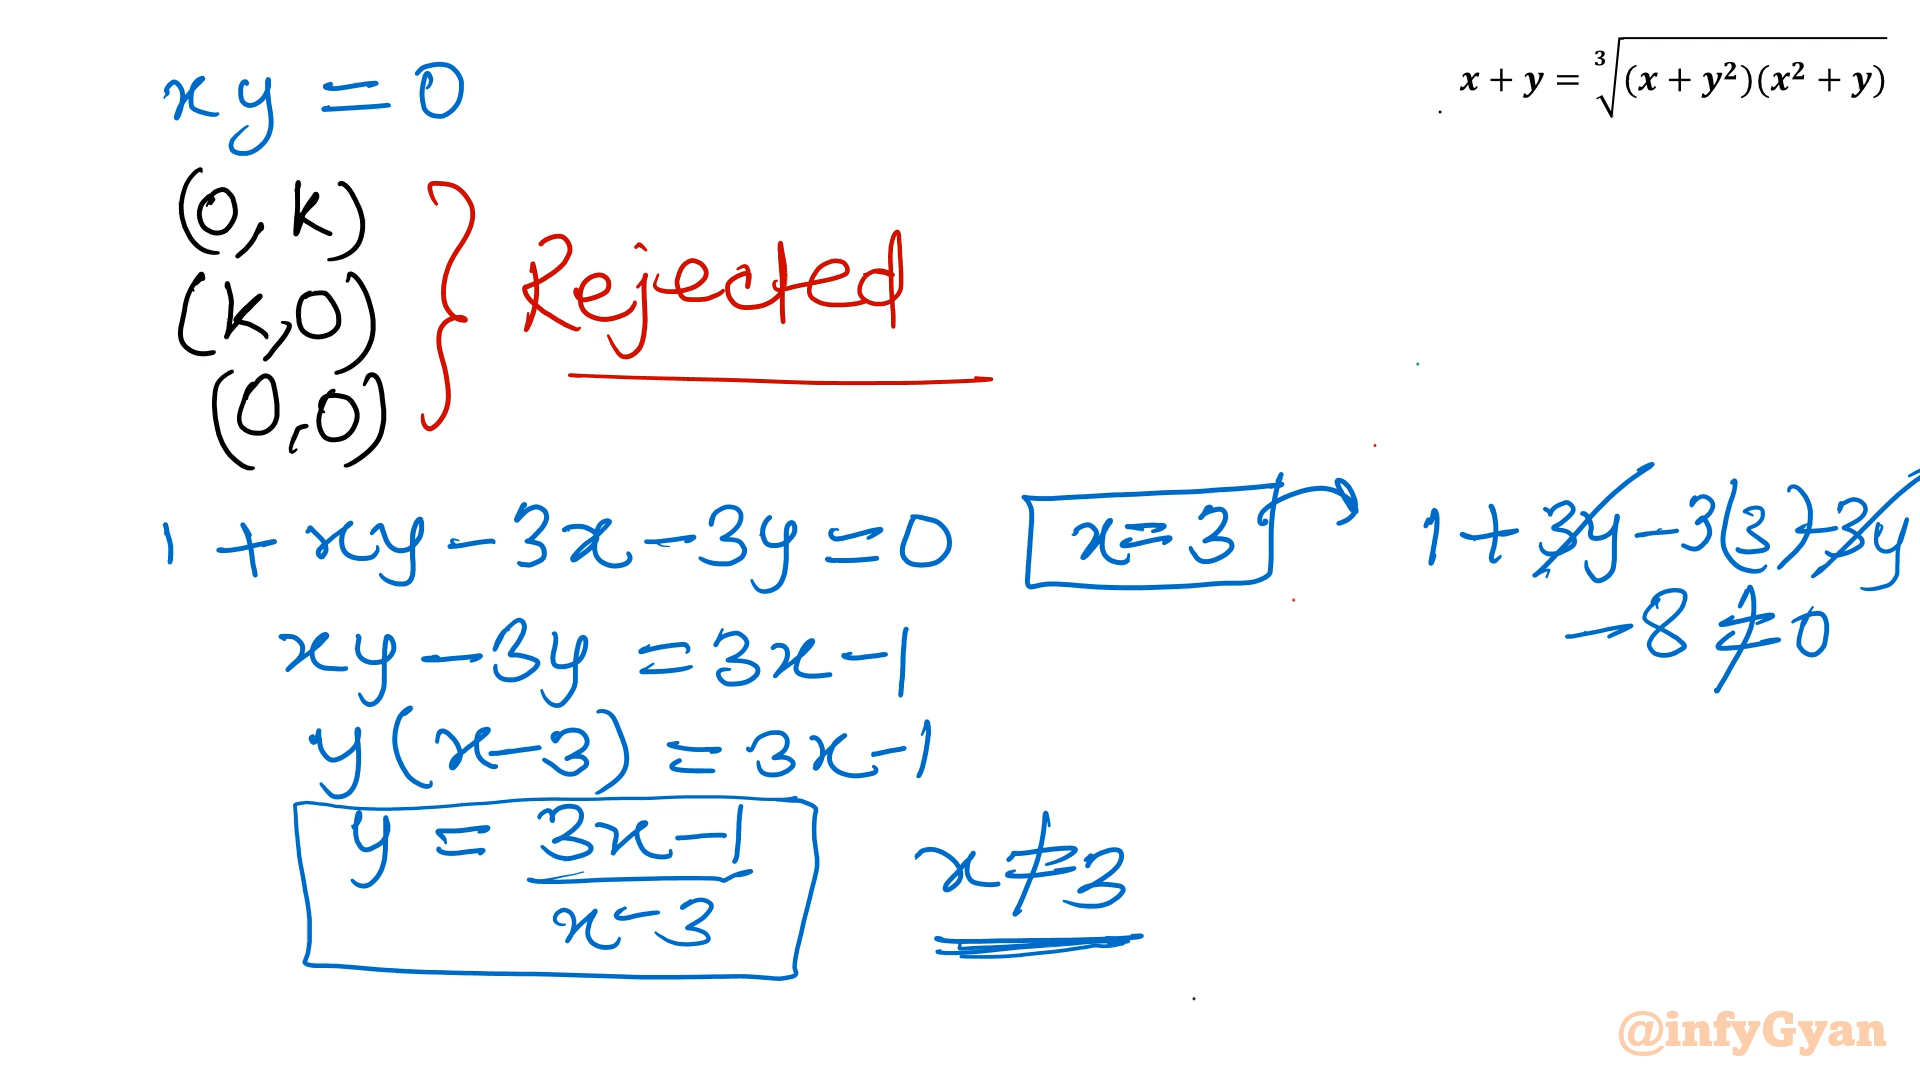 x + y = ∛((x + y²)(x² + y))
xy = 0
(0, K)
(K, 0)
(0, 0)
Rejected
1 + xy - 3x - 3y = 0
x = 3
1 + 3y - 3(3) - 3y
-8 ≠ 0
xy - 3y = 3x - 1
y(x - 3) = 3x - 1
y = (3x - 1)/(x - 3)
x ≠ 3
@infyGyan